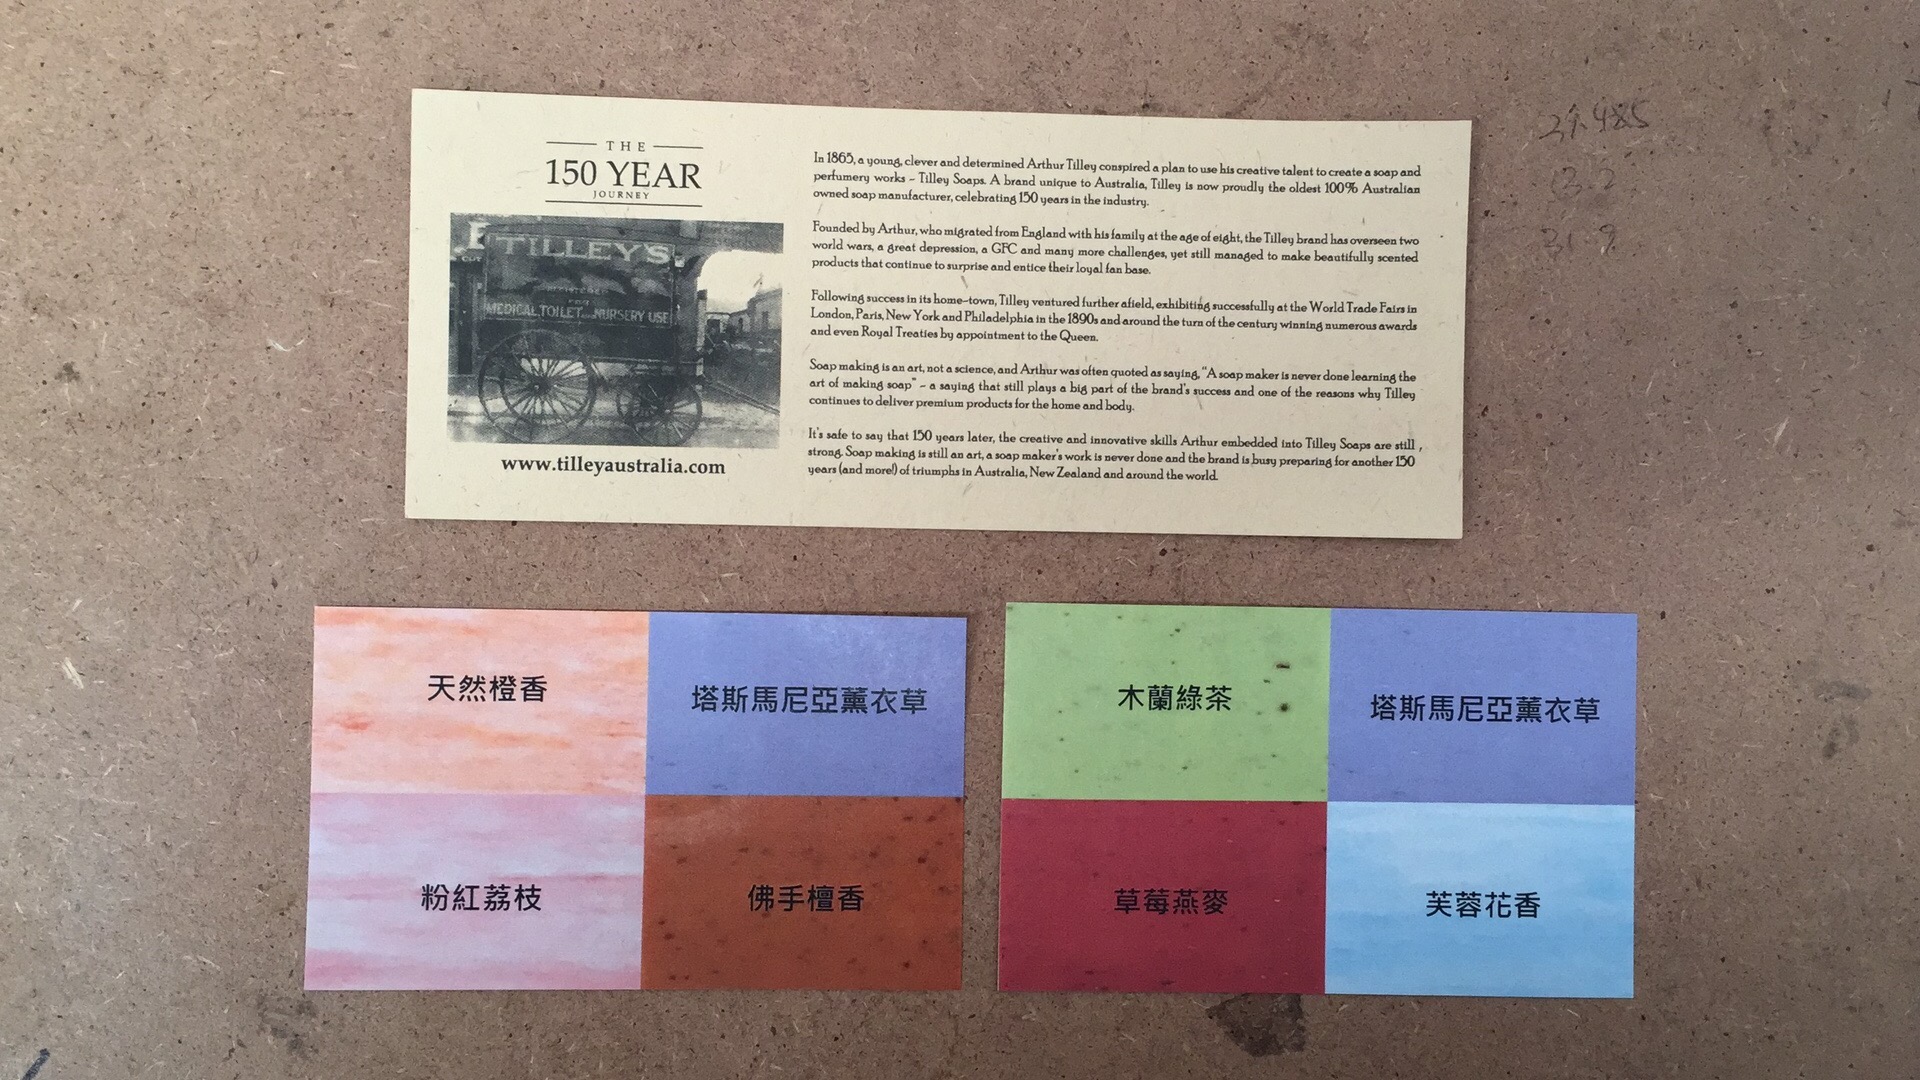 THE
150 YEAR
JOURNEY
TILLEY'S
MEDICAL, TOILET AND NURSERY USE
www.tilleyaustralia.com
In 1865, a young, clever and determined Arthur Tilley conspired a plan to use his creative talent to create a soap and
perfumery works – Tilley Soaps. A brand unique to Australia, Tilley is now proudly the oldest 100% Australian
owned soap manufacturer, celebrating 150 years in the industry.
Founded by Arthur, who migrated from England with his family at the age of eight, the Tilley brand has overseen two
world wars, a great depression, a GFC and many more challenges, yet still managed to make beautifully scented
products that continue to surprise and entice their loyal fan base.
Following success in its home-town, Tilley ventured further afield, exhibiting successfully at the World Trade Fairs in
London, Paris, New York and Philadelphia in the 1890s and around the turn of the century winning numerous awards
and even Royal Treaties by appointment to the Queen.
Soap making is an art, not a science, and Arthur was often quoted as saying, "A soap maker is never done learning the
art of making soap" – a saying that still plays a big part of the brand's success and one of the reasons why Tilley
continues to deliver premium products for the home and body.
It's safe to say that 150 years later, the creative and innovative skills Arthur embedded into Tilley Soaps are still
strong. Soap making is still an art, a soap maker's work is never done and the brand is busy preparing for another 150
years (and more!) of triumphs in Australia, New Zealand and around the world.
天然橙香
塔斯馬尼亞薰衣草
粉紅荔枝
佛手檀香
木蘭綠茶
塔斯馬尼亞薰衣草
草莓燕麥
芙蓉花香